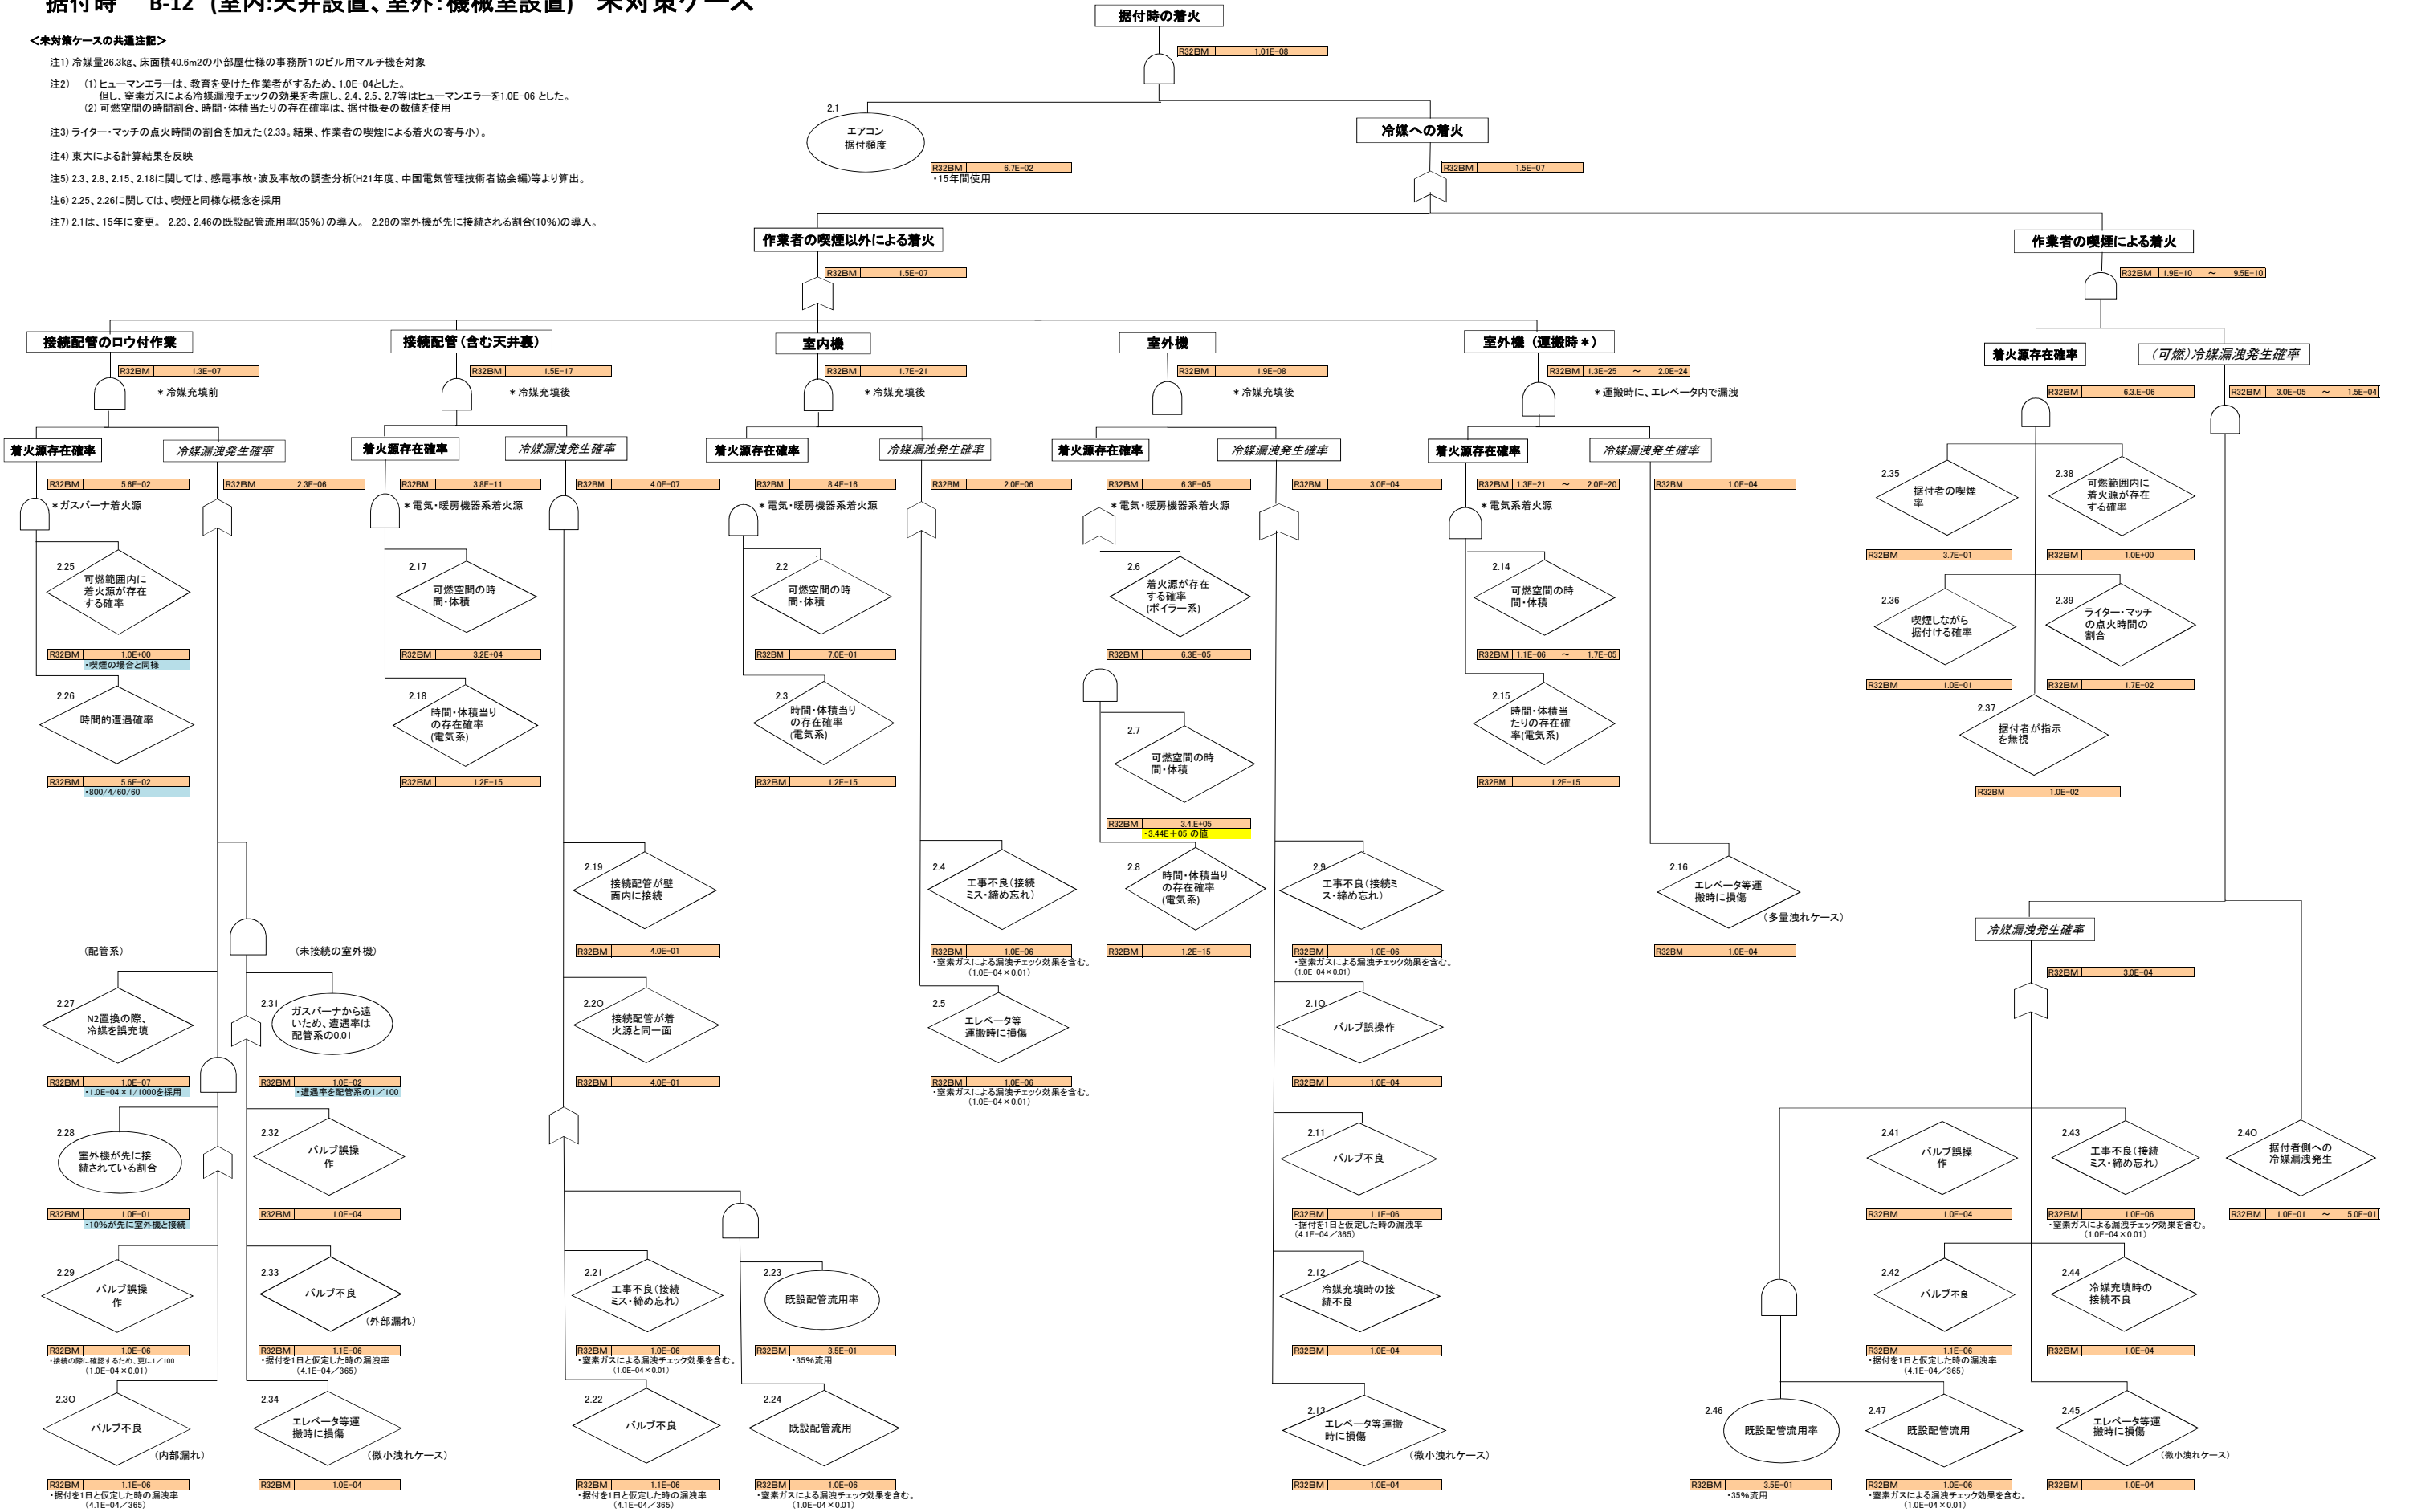 据付時　B-12 (室内:天井設置、室外:機械室設置)　未対策ケース
＜未対策ケースの共通注記＞
注1) 冷媒量26.3kg、床面積40.6m2の小部屋仕様の事務所1のビル用マルチ機を対象
注2)　(1)ヒューマンエラーは、教育を受けた作業者がするため、1.0E-04とした。
但し、窒素ガスによる冷媒漏洩チェックの効果を考慮し、2.4、2.5、2.7等はヒューマンエラーを1.0E-06 とした。
(2) 可燃空間の時間割合、時間・体積当たりの存在確率は、据付概要の数値を使用
注3) ライター・マッチの点火時間の割合を加えた(2.33。結果、作業者の喫煙による着火の寄与小)。
注4) 東大による計算結果を反映
注5) 2.3、2.8、2.15、2.18に関しては、感電事故・波及事故の調査分析(H21年度、中国電気管理技術者協会編)等より算出。
注6) 2.25、2.26に関しては、喫煙と同様な概念を採用
注7) 2.1は、15年に変更。 2.23、2.46の既設配管流用率(35%)の導入。 2.28の室外機が先に接続される割合(10%)の導入。
据付時の着火
R32BM 1.01E-08
2.1
エアコン
据付頻度
R32BM 6.7E-02
・15年間使用
冷媒への着火
R32BM 1.5E-07
作業者の喫煙以外による着火
R32BM 1.5E-07
作業者の喫煙による着火
R32BM 1.9E-10 ～ 9.5E-10
接続配管のロウ付作業
R32BM 1.3E-07
＊冷媒充填前
着火源存在確率
R32BM 5.6E-02
＊ガスバーナ着火源
冷媒漏洩発生確率
R32BM 2.3E-06
2.25
可燃範囲内に
着火源が存在
する確率
R32BM 1.0E+00
・喫煙の場合と同様
2.26
時間的遭遇確率
R32BM 5.6E-02
・800/4/60/60
(配管系)
(未接続の室外機)
2.27
N2置換の際、
冷媒を誤充填
R32BM 1.0E-07
・1.0E-04×1/1000を採用
2.31
ガスバーナから遠
いため、遭遇率は
配管系の0.01
R32BM 1.0E-02
・遭遇率を配管系の1／100
2.28
室外機が先に接
続されている割合
R32BM 1.0E-01
・10%が先に室外機と接続
2.32
バルブ誤操
作
R32BM 1.0E-04
2.29
バルブ誤操
作
R32BM 1.0E-06
・接続の際に確認するため、更に1／100
(1.0E-04×0.01)
2.33
バルブ不良
(外部漏れ)
R32BM 1.1E-06
・据付を1日と仮定した時の漏洩率
(4.1E-04／365)
2.30
バルブ不良
(内部漏れ)
R32BM 1.1E-06
・据付を1日と仮定した時の漏洩率
(4.1E-04／365)
2.34
エレベータ等運
搬時に損傷
(微小洩れケース)
R32BM 1.0E-04
接続配管(含む天井裏)
R32BM 1.5E-17
＊冷媒充填後
着火源存在確率
R32BM 3.8E-11
＊電気・暖房機器系着火源
冷媒漏洩発生確率
R32BM 4.0E-07
2.17
可燃空間の時
間・体積
R32BM 3.2E+04
2.18
時間・体積当り
の存在確率
(電気系)
R32BM 1.2E-15
2.19
接続配管が壁
面内に接続
R32BM 4.0E-01
2.20
接続配管が着
火源と同一面
R32BM 4.0E-01
2.21
工事不良(接続
ミス・締め忘れ)
R32BM 1.0E-06
・窒素ガスによる漏洩チェック効果を含む。
(1.0E-04×0.01)
2.23
既設配管流用率
R32BM 3.5E-01
・35%流用
2.22
バルブ不良
R32BM 1.1E-06
・据付を1日と仮定した時の漏洩率
(4.1E-04／365)
2.24
既設配管流用
R32BM 1.0E-06
・窒素ガスによる漏洩チェック効果を含む。
(1.0E-04×0.01)
室内機
R32BM 1.7E-21
＊冷媒充填後
着火源存在確率
R32BM 8.4E-16
＊電気・暖房機器系着火源
冷媒漏洩発生確率
R32BM 2.0E-06
2.2
可燃空間の時
間・体積
R32BM 7.0E-01
2.3
時間・体積当り
の存在確率
(電気系)
R32BM 1.2E-15
2.4
工事不良(接続
ミス・締め忘れ)
R32BM 1.0E-06
・窒素ガスによる漏洩チェック効果を含む。
(1.0E-04×0.01)
2.5
エレベータ等
運搬時に損傷
R32BM 1.0E-06
・窒素ガスによる漏洩チェック効果を含む。
(1.0E-04×0.01)
室外機
R32BM 1.9E-08
＊冷媒充填後
着火源存在確率
R32BM 6.3E-05
＊電気・暖房機器系着火源
冷媒漏洩発生確率
R32BM 3.0E-04
2.6
着火源が存在
する確率
(ボイラー系)
R32BM 6.3E-05
2.7
可燃空間の時
間・体積
R32BM 3.4.E+05
・3.44E＋05 の値
2.8
時間・体積当り
の存在確率
(電気系)
R32BM 1.2E-15
2.9
工事不良(接続ミ
ス・締め忘れ)
R32BM 1.0E-06
・窒素ガスによる漏洩チェック効果を含む。
(1.0E-04×0.01)
2.10
バルブ誤操作
R32BM 1.0E-04
2.11
バルブ不良
R32BM 1.1E-06
・据付を1日と仮定した時の漏洩率
(4.1E-04／365)
2.12
冷媒充填時の接
続不良
R32BM 1.0E-04
2.13
エレベータ等運搬
時に損傷
(微小洩れケース)
R32BM 1.0E-04
室外機 (運搬時＊)
R32BM 1.3E-25 ～ 2.0E-24
＊運搬時に、エレベータ内で漏洩
着火源存在確率
R32BM 1.3E-21 ～ 2.0E-20
＊電気系着火源
冷媒漏洩発生確率
R32BM 1.0E-04
2.14
可燃空間の時
間・体積
R32BM 1.1E-06 ～ 1.7E-05
2.15
時間・体積当
たりの存在確
率(電気系)
R32BM 1.2E-15
2.16
エレベータ等運
搬時に損傷
(多量洩れケース)
R32BM 1.0E-04
着火源存在確率
R32BM 6.3.E-06
(可燃)冷媒漏洩発生確率
R32BM 3.0E-05 ～ 1.5E-04
2.35
据付者の喫煙
率
R32BM 3.7E-01
2.38
可燃範囲内に
着火源が存在
する確率
R32BM 1.0E+00
2.36
喫煙しながら
据付ける確率
R32BM 1.0E-01
2.39
ライター・マッチ
の点火時間の
割合
R32BM 1.7E-02
2.37
据付者が指示
を無視
R32BM 1.0E-02
冷媒漏洩発生確率
R32BM 3.0E-04
2.41
バルブ誤操
作
R32BM 1.0E-04
2.43
工事不良(接続
ミス・締め忘れ)
R32BM 1.0E-06
・窒素ガスによる漏洩チェック効果を含む。
(1.0E-04×0.01)
2.40
据付者側への
冷媒漏洩発生
R32BM 1.0E-01 ～ 5.0E-01
2.42
バルブ不良
R32BM 1.1E-06
・据付を1日と仮定した時の漏洩率
(4.1E-04／365)
2.44
冷媒充填時の
接続不良
R32BM 1.0E-04
2.46
既設配管流用率
R32BM 3.5E-01
・35%流用
2.47
既設配管流用
R32BM 1.0E-06
・窒素ガスによる漏洩チェック効果を含む。
(1.0E-04×0.01)
2.45
エレベータ等運
搬時に損傷
(微小洩れケース)
R32BM 1.0E-04